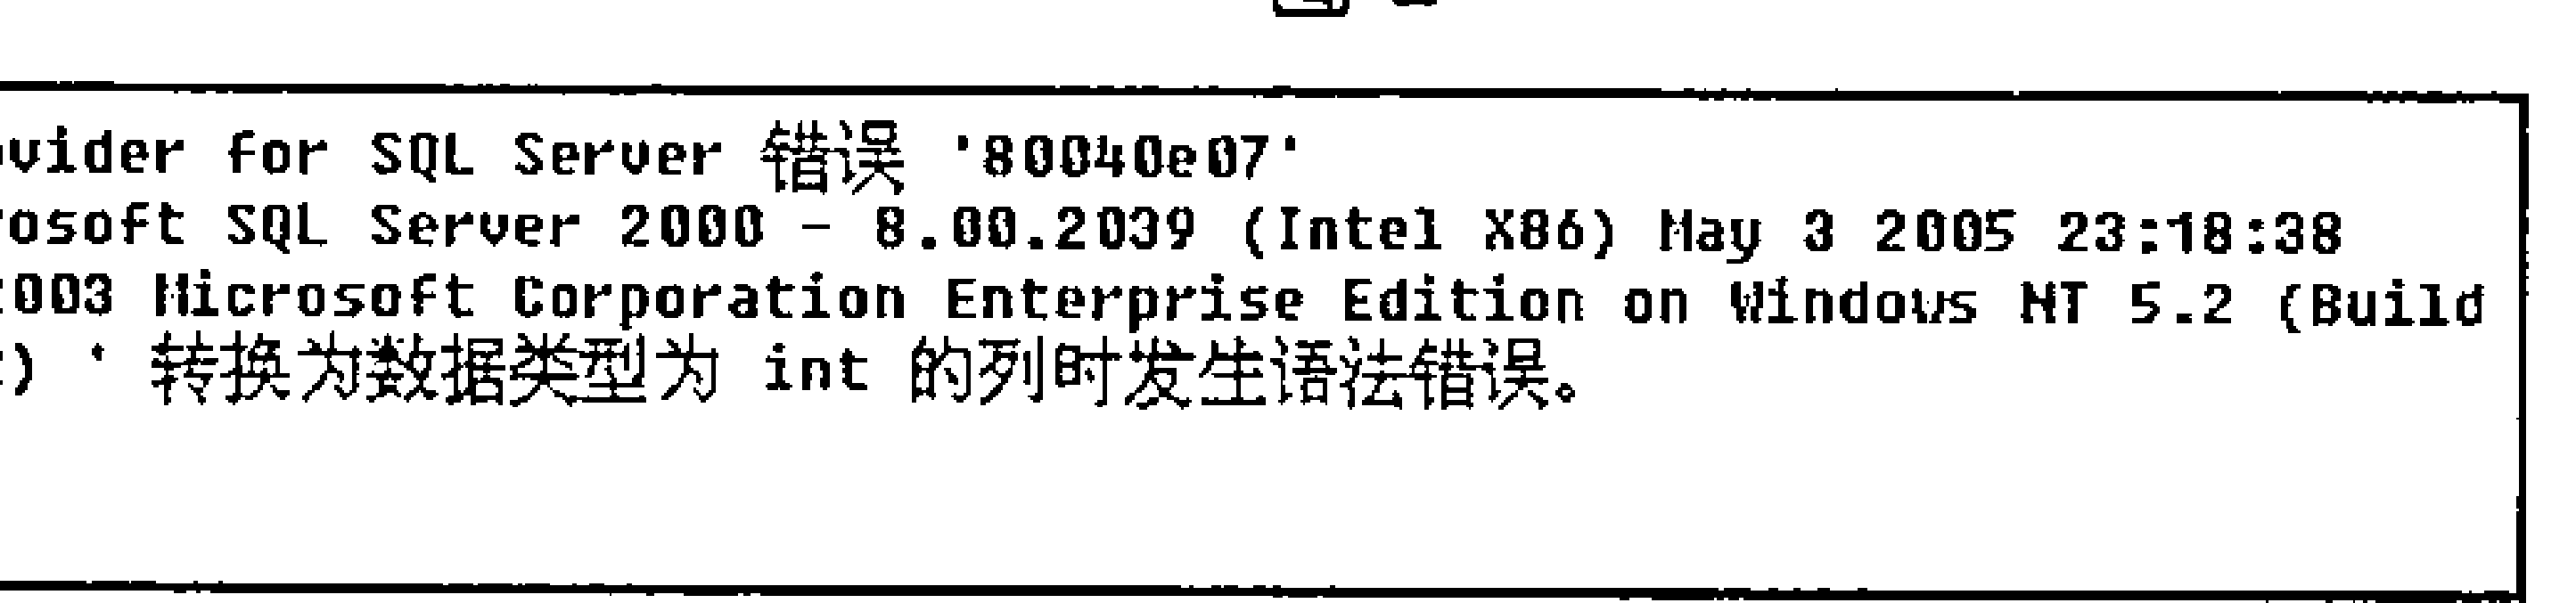 ovider for SQL Server 错误 '80040e07'
rosoft SQL Server 2000 - 8.00.2039 (Intel X86) May 3 2005 23:18:38
003 Microsoft Corporation Enterprise Edition on Windows NT 5.2 (Build
) ' 转换为数据类型为 int 的列时发生语法错误。